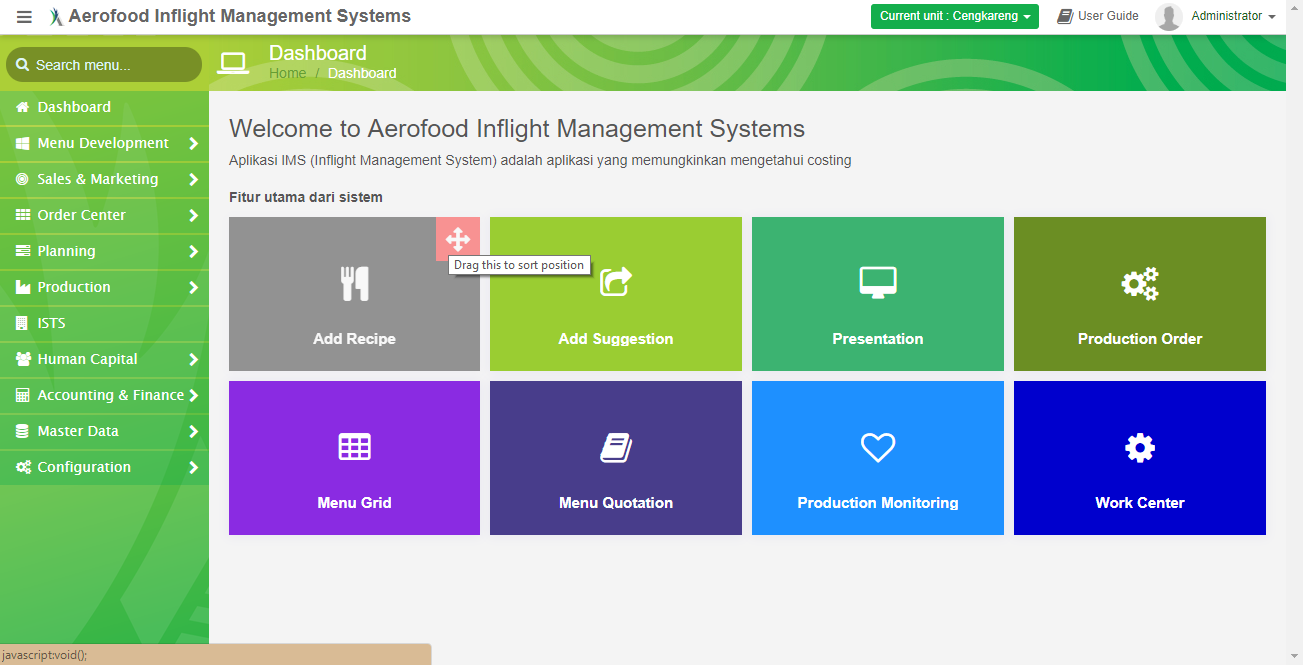 Aerofood Inflight Management Systems
Current unit : Cengkareng
User Guide
Administrator
Search menu...
Dashboard
Home / Dashboard
Dashboard
Menu Development
Sales & Marketing
Order Center
Planning
Production
ISTS
Human Capital
Accounting & Finance
Master Data
Configuration
Welcome to Aerofood Inflight Management Systems
Aplikasi IMS (Inflight Management System) adalah aplikasi yang memungkinkan mengetahui costing
Fitur utama dari sistem
Drag this to sort position
Add Recipe
Add Suggestion
Presentation
Production Order
Menu Grid
Menu Quotation
Production Monitoring
Work Center
javascript:void();